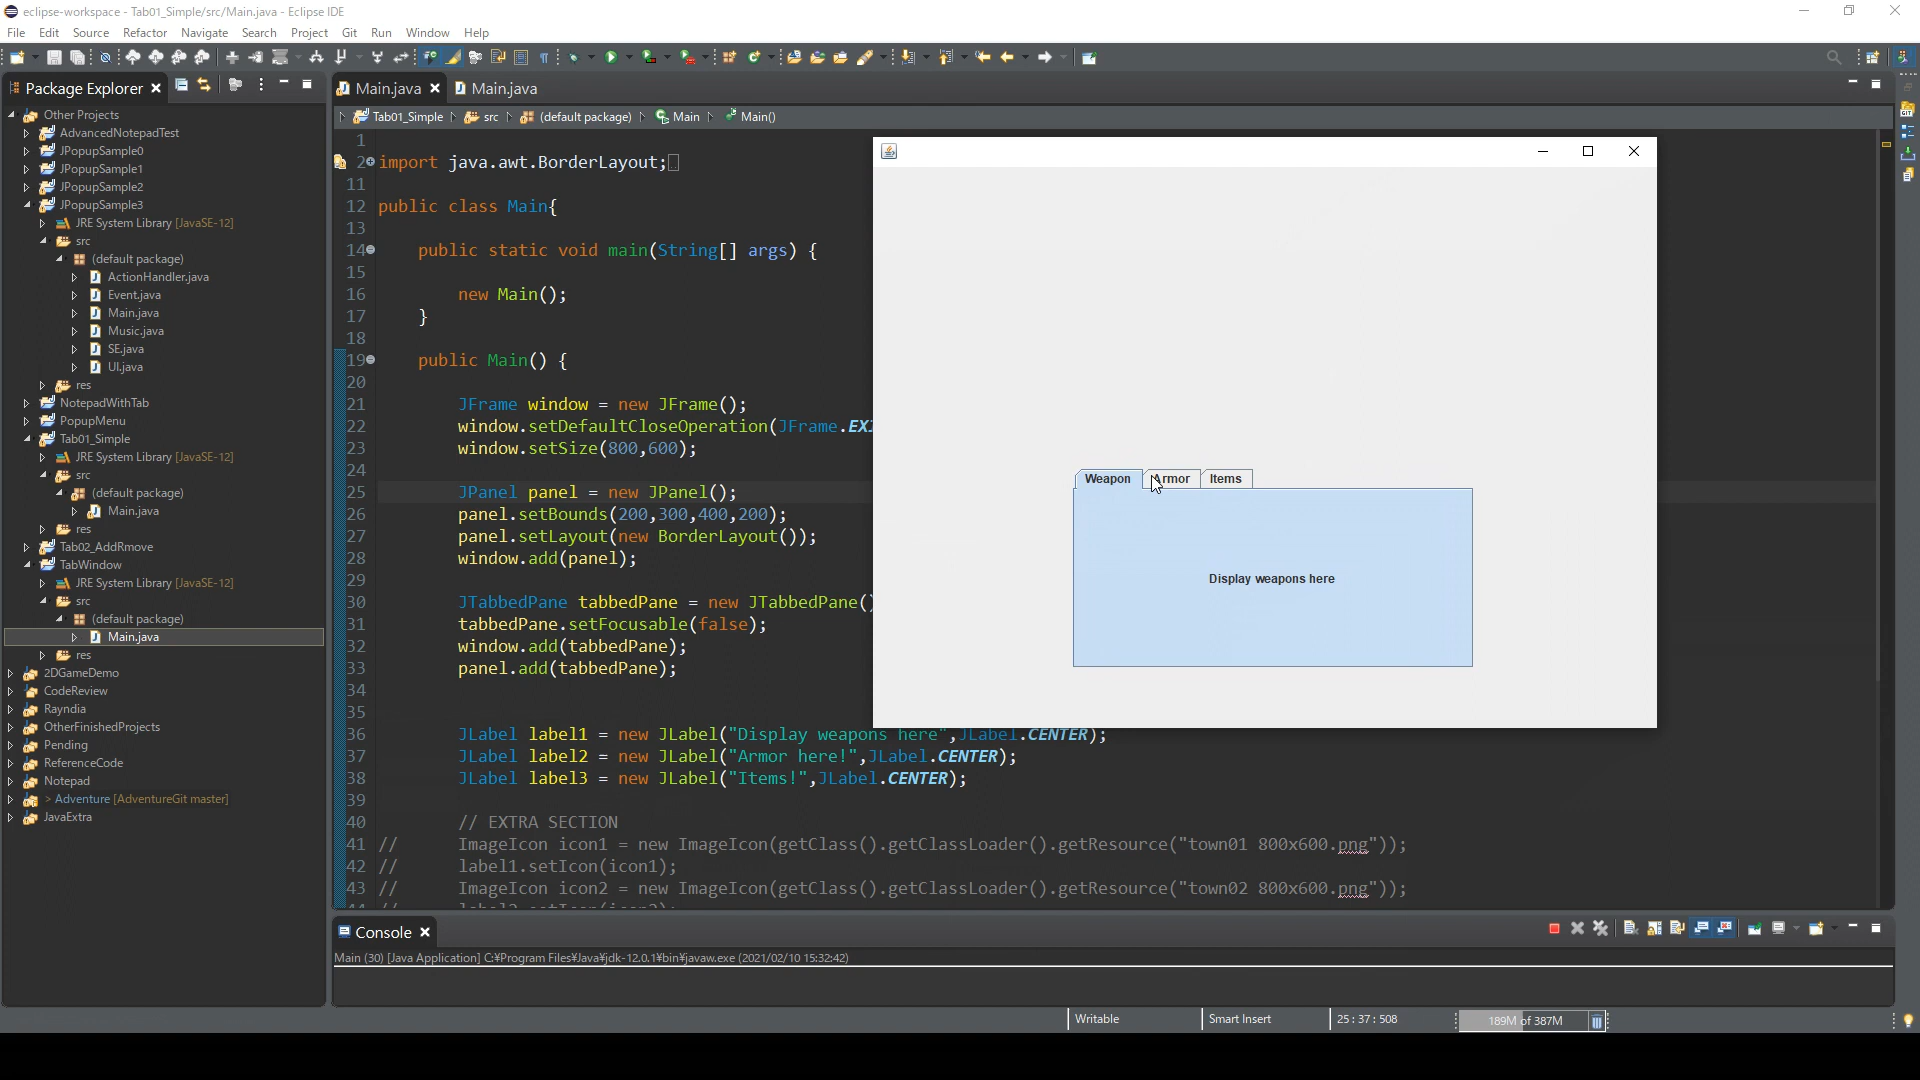 eclipse-workspace - Tab01_Simple/src/Main.java - Eclipse IDE
File Edit Source Refactor Navigate Search Project Git Run Window Help
Package Explorer
Main.java
Main.java
Tab01_Simple src (default package) Main Main()
Other Projects
AdvancedNotepadTest
JPopupSample0
JPopupSample1
JPopupSample2
JPopupSample3
JRE System Library [JavaSE-12]
src
(default package)
ActionHandler.java
Event.java
Main.java
Music.java
SE.java
UI.java
res
NotepadWithTab
PopupMenu
Tab01_Simple
JRE System Library [JavaSE-12]
src
(default package)
Main.java
res
Tab02_AddRmove
TabWindow
JRE System Library [JavaSE-12]
src
(default package)
Main.java
res
2DGameDemo
CodeReview
Rayndia
OtherFinishedProjects
Pending
ReferenceCode
Notepad
> Adventure [AdventureGit master]
JavaExtra
1
2 import java.awt.BorderLayout;
11
12 public class Main{
13
14 public static void main(String[] args) {
15
16 new Main();
17 }
18
19 public Main() {
20
21 JFrame window = new JFrame();
22 window.setDefaultCloseOperation(JFrame.EX
23 window.setSize(800,600);
24
25 JPanel panel = new JPanel();
26 panel.setBounds(200,300,400,200);
27 panel.setLayout(new BorderLayout());
28 window.add(panel);
29
30 JTabbedPane tabbedPane = new JTabbedPane()
31 tabbedPane.setFocusable(false);
32 window.add(tabbedPane);
33 panel.add(tabbedPane);
34
35
36 JLabel label1 = new JLabel("Display weapons here",JLabel.CENTER);
37 JLabel label2 = new JLabel("Armor here!",JLabel.CENTER);
38 JLabel label3 = new JLabel("Items!",JLabel.CENTER);
39
40 // EXTRA SECTION
41 // ImageIcon icon1 = new ImageIcon(getClass().getClassLoader().getResource("town01 800x600.png"));
42 // label1.setIcon(icon1);
43 // ImageIcon icon2 = new ImageIcon(getClass().getClassLoader().getResource("town02 800x600.png"));
Weapon Armor Items
Display weapons here
Console
Main (30) [Java Application] C:¥Program Files¥Java¥jdk-12.0.1¥bin¥javaw.exe (2021/02/10 15:32:42)
Writable Smart Insert 25 : 37 : 508 189M of 387M